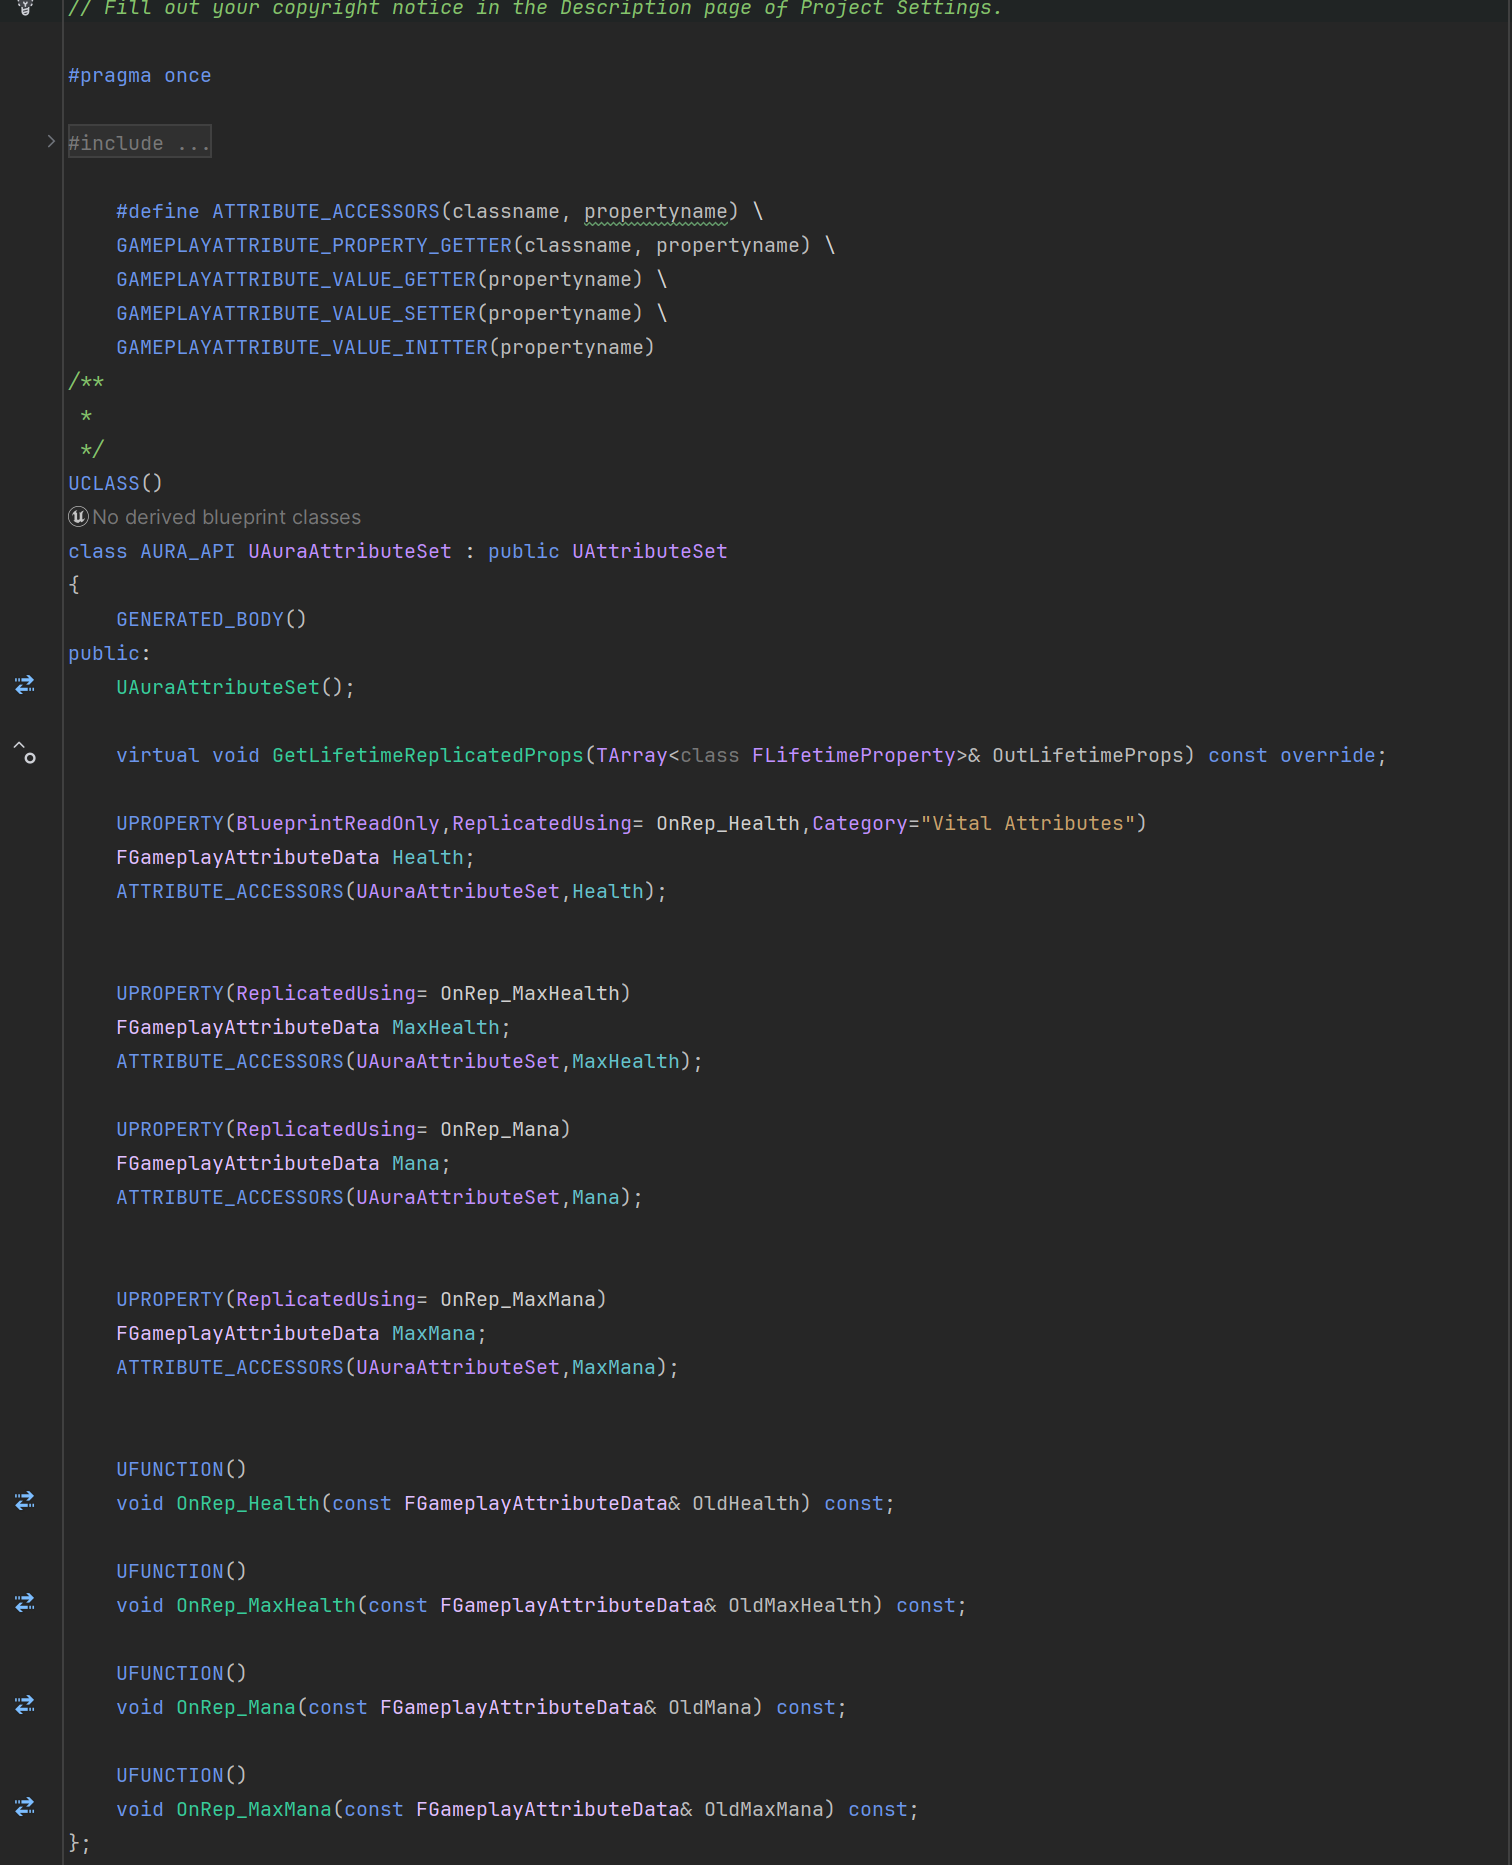 // Fill out your copyright notice in the Description page of Project Settings.
#pragma once
#include ...
#define ATTRIBUTE_ACCESSORS(classname, propertyname) \
GAMEPLAYATTRIBUTE_PROPERTY_GETTER(classname, propertyname) \
GAMEPLAYATTRIBUTE_VALUE_GETTER(propertyname) \
GAMEPLAYATTRIBUTE_VALUE_SETTER(propertyname) \
GAMEPLAYATTRIBUTE_VALUE_INITTER(propertyname)
/**
 *
 */
UCLASS()
No derived blueprint classes
class AURA_API UAuraAttributeSet : public UAttributeSet
{
GENERATED_BODY()
public:
UAuraAttributeSet();
virtual void GetLifetimeReplicatedProps(TArray<class FLifetimeProperty>& OutLifetimeProps) const override;
UPROPERTY(BlueprintReadOnly,ReplicatedUsing= OnRep_Health,Category="Vital Attributes")
FGameplayAttributeData Health;
ATTRIBUTE_ACCESSORS(UAuraAttributeSet,Health);
UPROPERTY(ReplicatedUsing= OnRep_MaxHealth)
FGameplayAttributeData MaxHealth;
ATTRIBUTE_ACCESSORS(UAuraAttributeSet,MaxHealth);
UPROPERTY(ReplicatedUsing= OnRep_Mana)
FGameplayAttributeData Mana;
ATTRIBUTE_ACCESSORS(UAuraAttributeSet,Mana);
UPROPERTY(ReplicatedUsing= OnRep_MaxMana)
FGameplayAttributeData MaxMana;
ATTRIBUTE_ACCESSORS(UAuraAttributeSet,MaxMana);
UFUNCTION()
void OnRep_Health(const FGameplayAttributeData& OldHealth) const;
UFUNCTION()
void OnRep_MaxHealth(const FGameplayAttributeData& OldMaxHealth) const;
UFUNCTION()
void OnRep_Mana(const FGameplayAttributeData& OldMana) const;
UFUNCTION()
void OnRep_MaxMana(const FGameplayAttributeData& OldMaxMana) const;
};